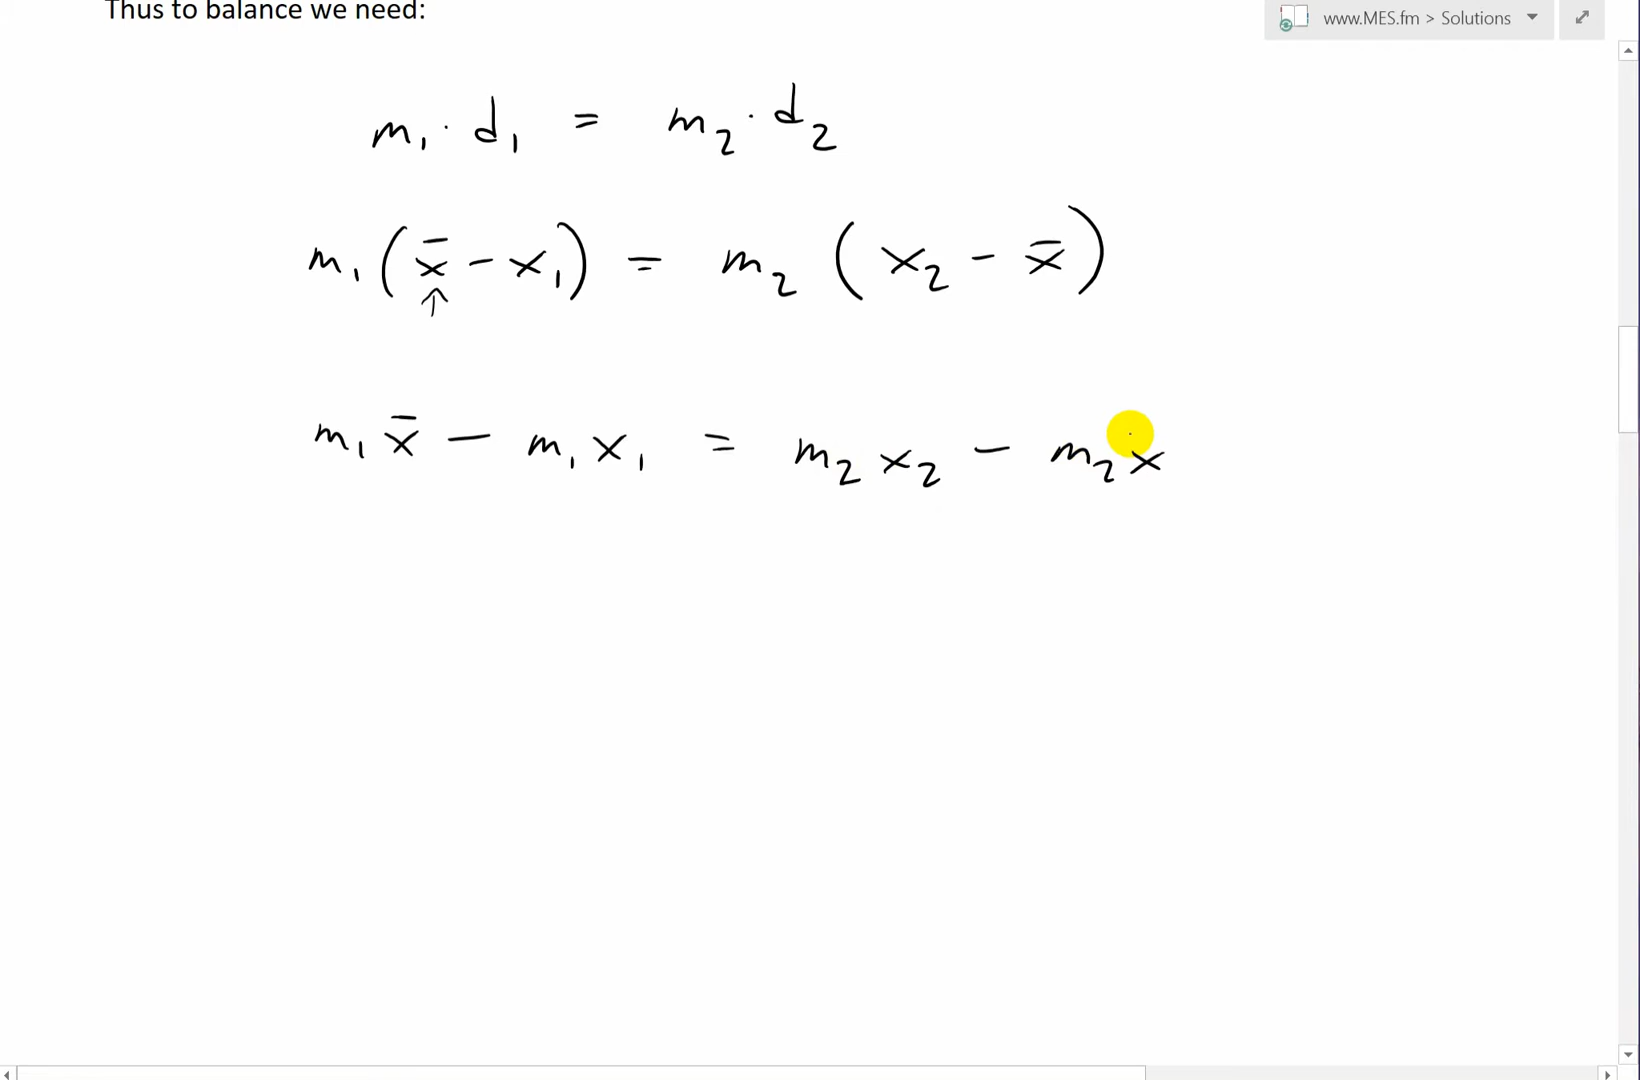 Thus to balance we need:
www.MES.fm > Solutions
m₁ · d₁ = m₂ · d₂
m₁ (x̄ - x₁) = m₂ (x₂ - x̄)
↑
m₁ x̄ - m₁ x₁ = m₂ x₂ - m₂ x